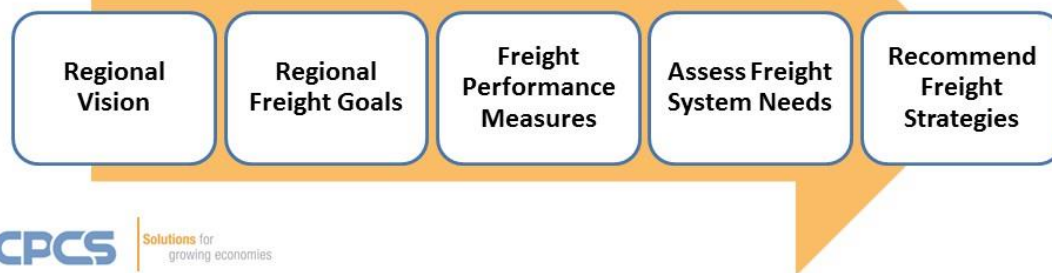 Regional
Vision
Regional
Freight Goals
Freight
Performance
Measures
Assess Freight
System Needs
Recommend
Freight
Strategies
CPCS
Solutions for
growing economies